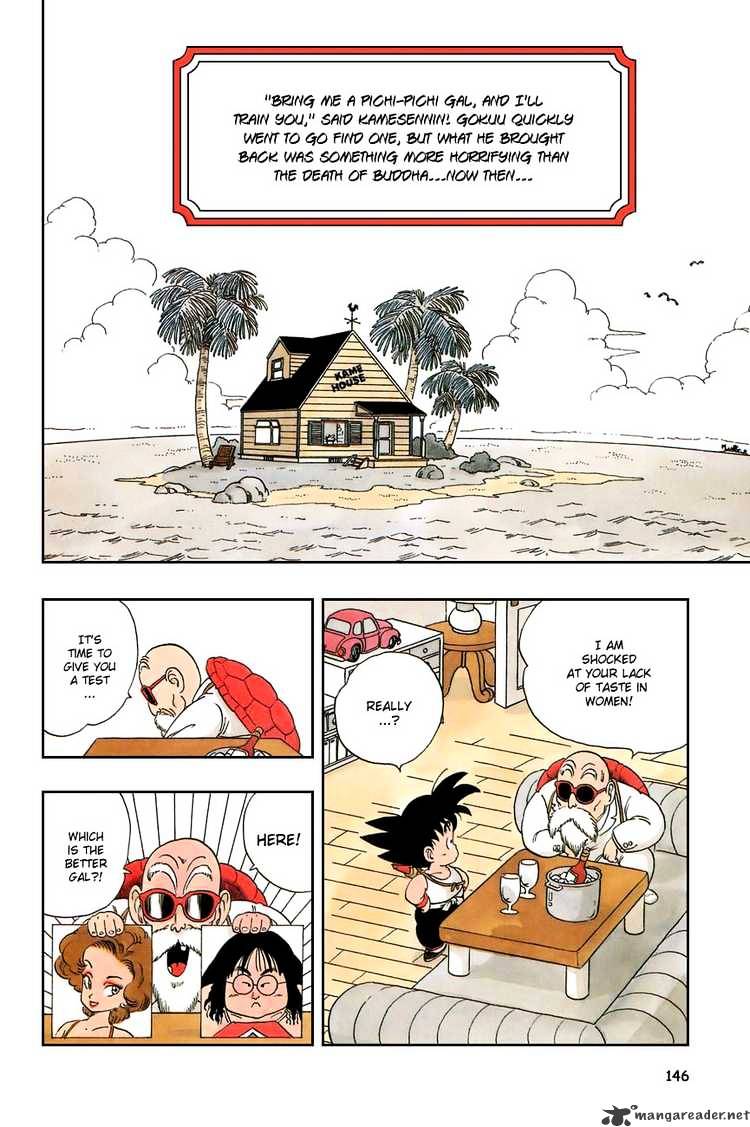 "BRING ME A PICHI-PICHI GAL, AND I'LL
TRAIN YOU," SAID KAMESENNIN! GOKUU QUICKLY
WENT TO GO FIND ONE, BUT WHAT HE BROUGHT
BACK WAS SOMETHING MORE HORRIFYING THAN
THE DEATH OF BUDDHA...NOW THEN...
KAME
HOUSE
I AM
SHOCKED
AT YOUR LACK
OF TASTE IN
WOMEN!
REALLY
...?
IT'S
TIME TO
GIVE YOU
A TEST
...
HERE!
WHICH
IS THE
BETTER
GAL?!
146
mangareader.net